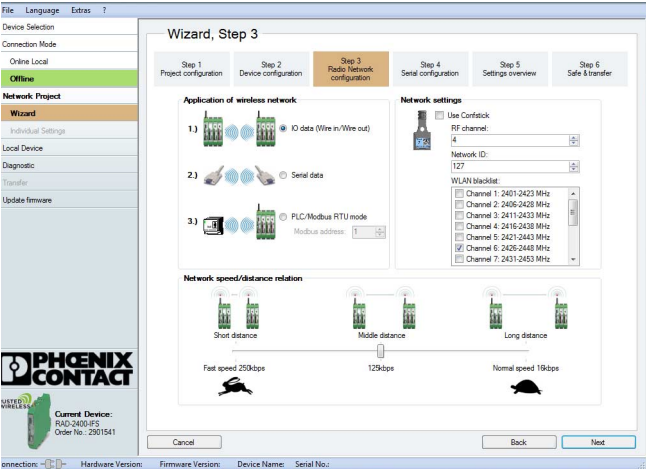 File Language Extras ?
Device Selection
Connection Mode
Online Local
Offline
Network Project
Wizard
Individual Settings
Local Device
Diagnostic
Transfer
Update firmware
PHŒNIX
CONTACT
TRUSTED
WIRELESS
Current Device:
RAD-2400-IFS
Order No.: 2901541
Wizard, Step 3
Step 1
Project configuration
Step 2
Device configuration
Step 3
Radio Network
configuration
Step 4
Serial configuration
Step 5
Settings overview
Step 6
Safe & transfer
Application of wireless network
1.) IO data (Wire in/Wire out)
2.) Serial data
3.) PLC/Modbus RTU mode
Modbus address: 1
Network settings
Use Confstick
RF channel:
4
Network ID:
127
WLAN blacklist:
Channel 1: 2401-2423 MHz
Channel 2: 2406-2428 MHz
Channel 3: 2411-2433 MHz
Channel 4: 2416-2438 MHz
Channel 5: 2421-2443 MHz
Channel 6: 2426-2448 MHz
Channel 7: 2431-2453 MHz
Network speed/distance relation
Short distance Middle distance Long distance
Fast speed 250kbps 125kbps Normal speed 16kbps
Cancel Back Next
onnection: Hardware Version: Firmware Version: Device Name: Serial No.: